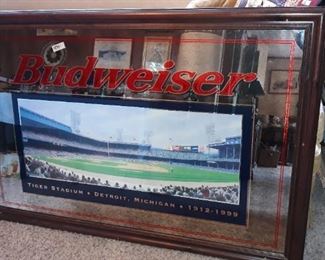 Budweiser
TIGER STADIUM • DETROIT, MICHIGAN • 1912-1999